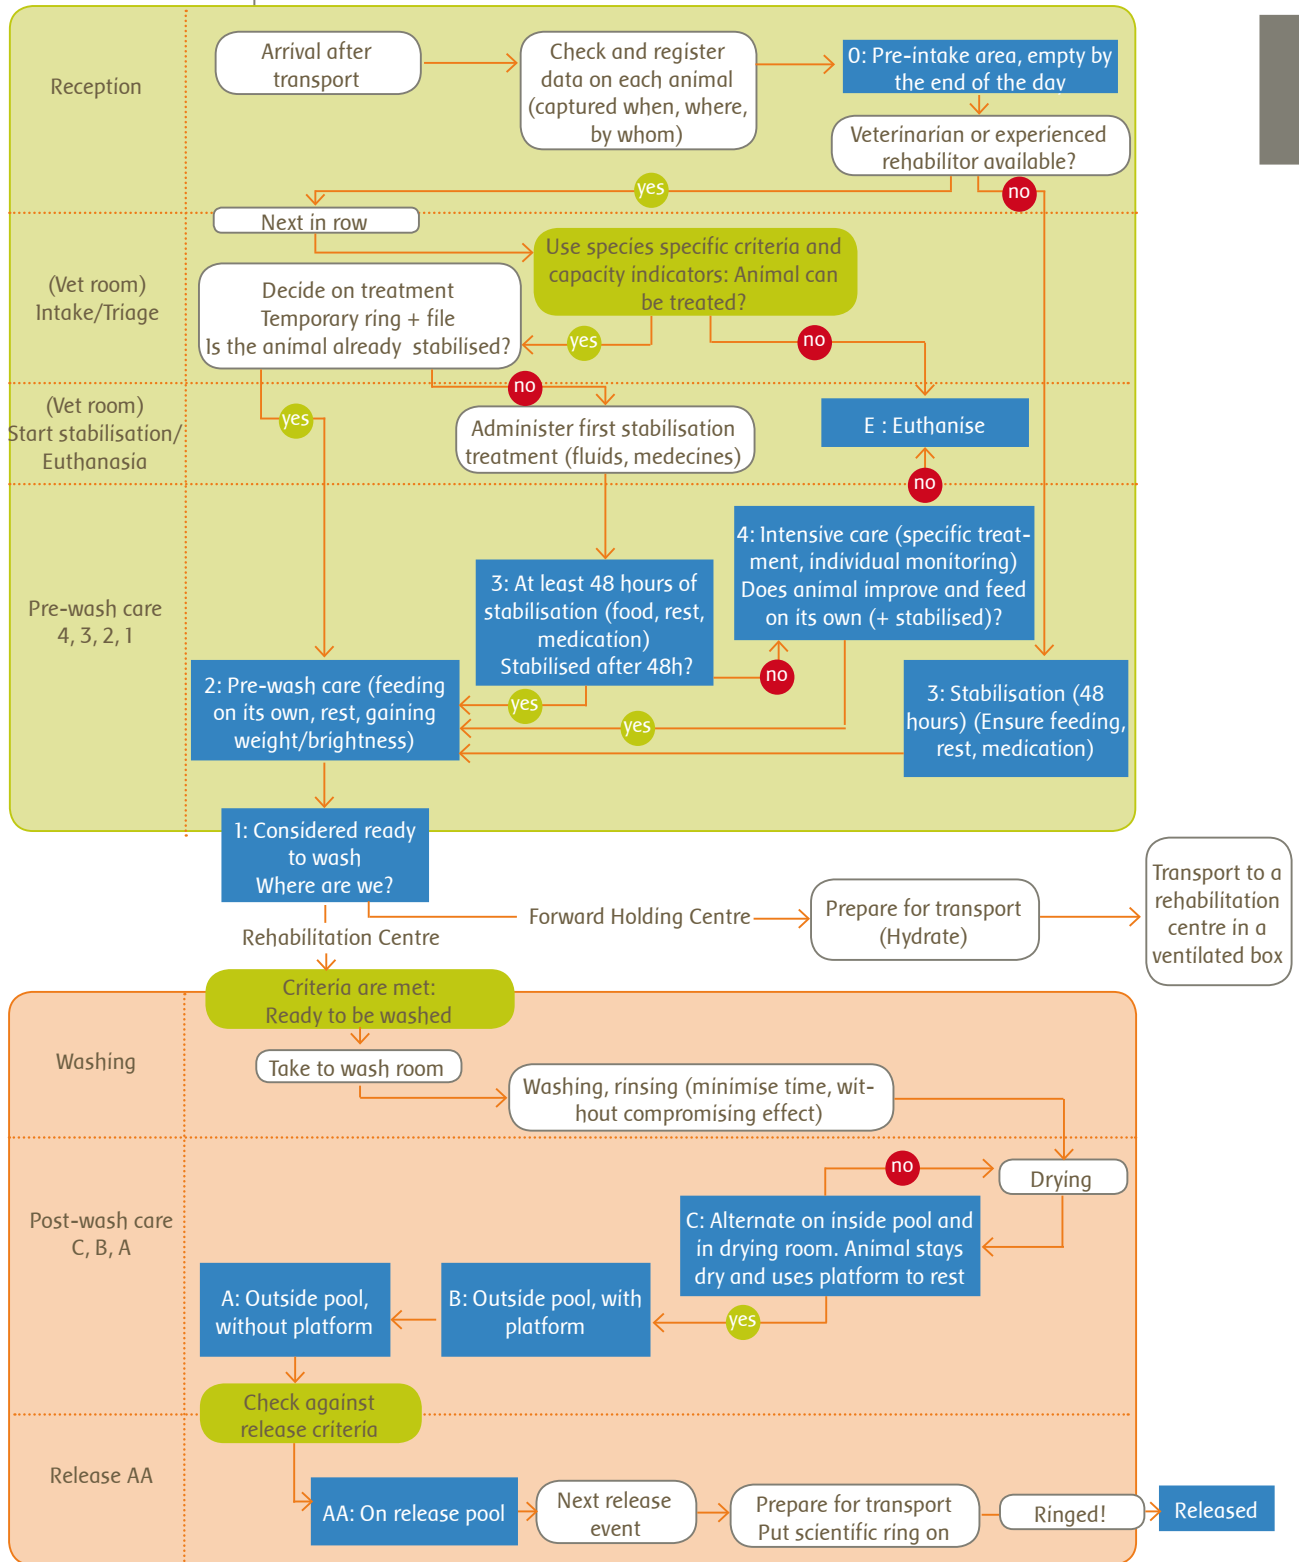 Reception
Arrival after
transport
Check and register
data on each animal
(captured when, where,
by whom)
0: Pre-intake area, empty by
the end of the day
Veterinarian or experienced
rehabilitor available?
yes
no
Next in row
(Vet room)
Intake/Triage
Use species specific criteria and
capacity indicators: Animal can
be treated?
Decide on treatment
Temporary ring + file
Is the animal already stabilised?
yes
no
(Vet room)
Start stabilisation/
Euthanasia
yes
no
Administer first stabilisation
treatment (fluids, medecines)
E : Euthanise
no
Pre-wash care
4, 3, 2, 1
4: Intensive care (specific treat-
ment, individual monitoring)
Does animal improve and feed
on its own (+ stabilised)?
3: At least 48 hours of
stabilisation (food, rest,
medication)
Stabilised after 48h?
no
yes
yes
2: Pre-wash care (feeding
on its own, rest, gaining
weight/brightness)
3: Stabilisation (48
hours) (Ensure feeding,
rest, medication)
1: Considered ready
to wash
Where are we?
Forward Holding Centre
Prepare for transport
(Hydrate)
Transport to a
rehabilitation
centre in a
ventilated box
Rehabilitation Centre
Criteria are met:
Ready to be washed
Washing
Take to wash room
Washing, rinsing (minimise time, wit-
hout compromising effect)
Post-wash care
C, B, A
no
Drying
C: Alternate on inside pool and
in drying room. Animal stays
dry and uses platform to rest
yes
B: Outside pool, with
platform
A: Outside pool,
without platform
Check against
release criteria
Release AA
AA: On release pool
Next release
event
Prepare for transport
Put scientific ring on
Ringed!
Released